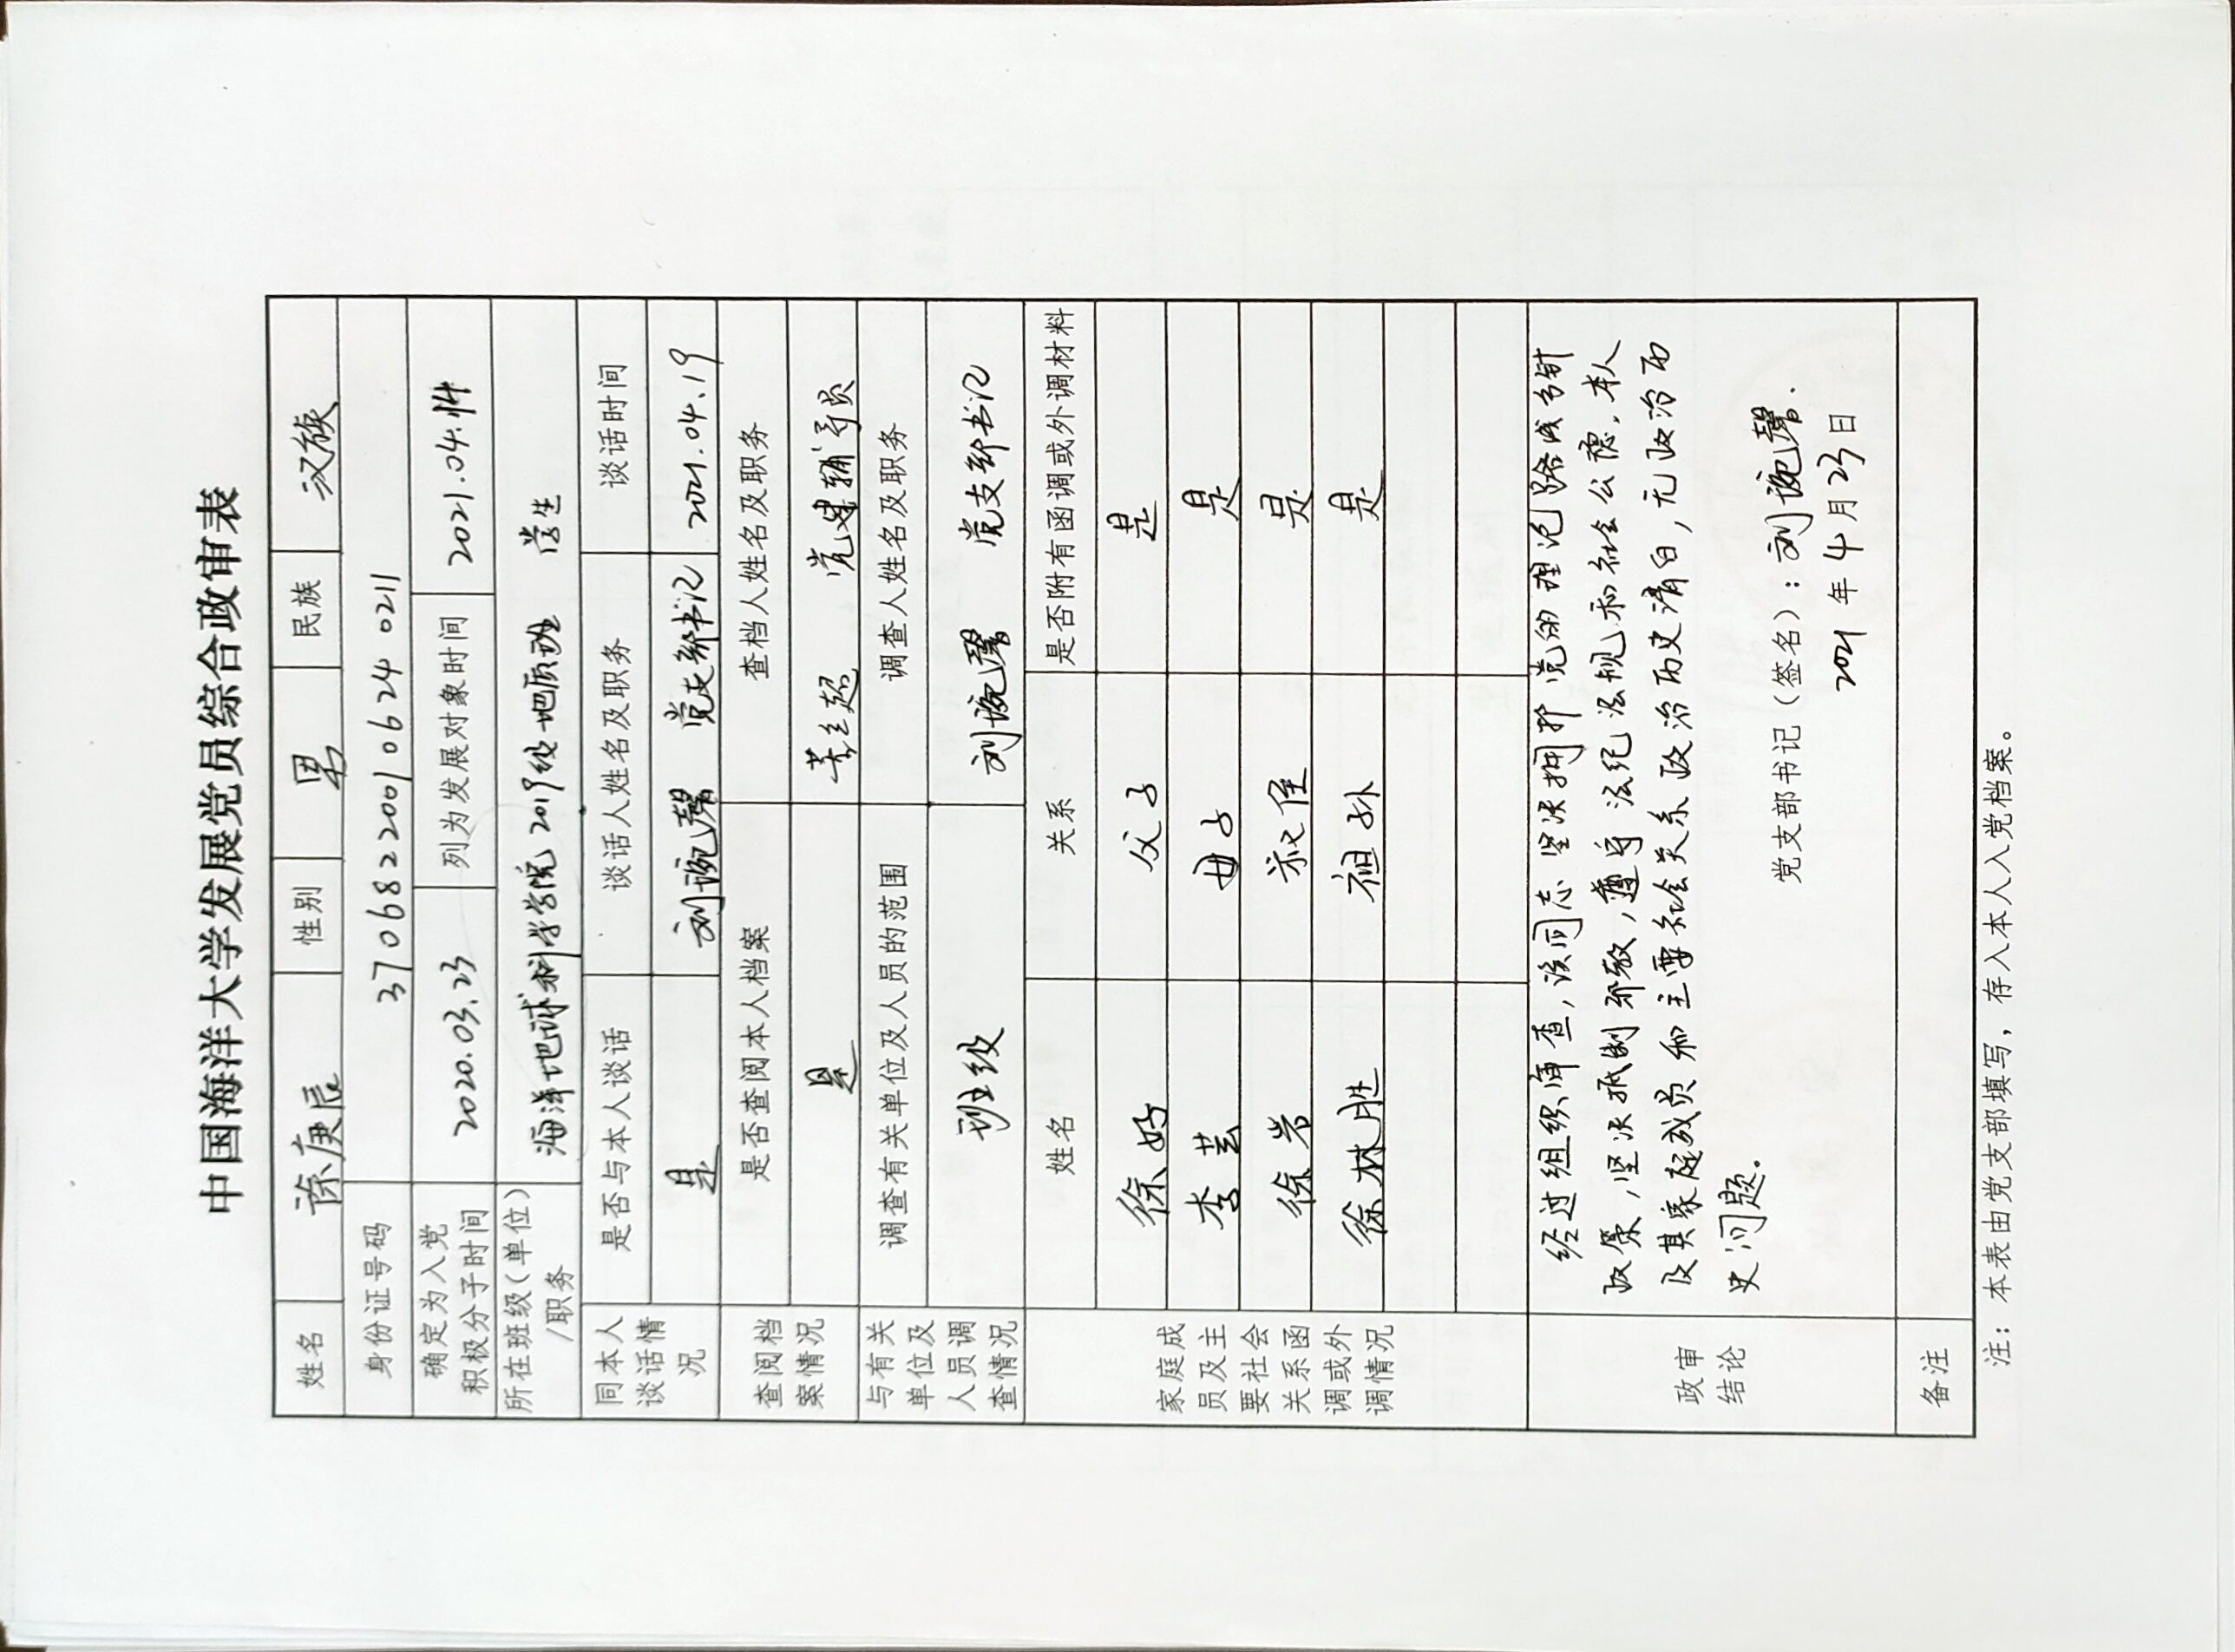 中国海洋大学发展党员综合政审表
姓名 徐庚辰 性别 男 民族 汉族
身份证号码 370682200106240211
确定为入党
积极分子时间 2020.03.23 列为发展对象时间 2021.04.14
所在班级（单位）
/职务 海洋地球科学学院2019级地质班 学生
同本人
谈话情
况
是否与本人谈话 谈话人姓名及职务 谈话时间
是 刘琬馨 党支部书记 2021.04.19
查阅档
案情况
是否查阅本人档案 查档人姓名及职务
是 董立超 党建辅导员
与有关
单位及
人员调
查情况
调查有关单位及人员的范围 调查人姓名及职务
班级 刘琬馨 党支部书记
家庭成
员及主
要社会
关系函
调或外
调情况
姓名 关系 是否附有函调或外调材料
徐好 父子 是
李芸 母子 是
徐岩 叔侄 是
徐林胜 祖孙 是
政审
结论
经过组织审查，该同志坚决拥护党的理论路线方针
政策，坚决抵制邪教，遵守法纪法规和社会公德。本人
及其家庭成员和主要社会关系政治历史清白，无政治历
史问题。
党支部书记（签名）：刘琬馨.
2021年4月23日
备注
注：本表由党支部填写，存入本人入党档案。